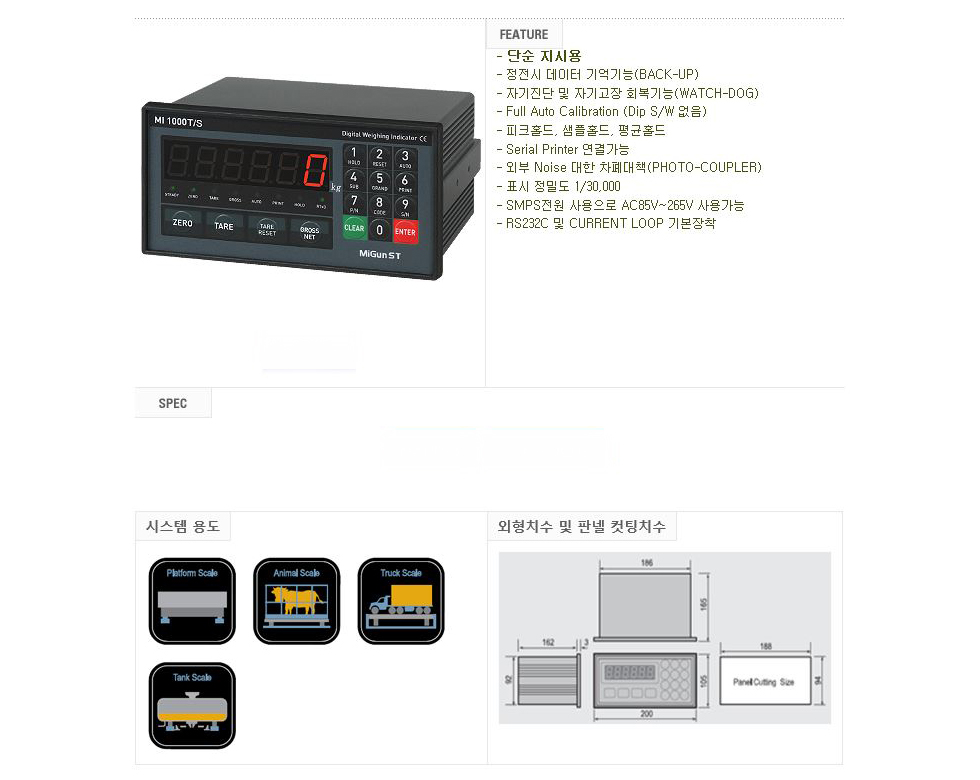 FEATURE
- 단순 지시용
- 정전시 데이터 기억기능(BACK-UP)
- 자기진단 및 자기고장 회복기능(WATCH-DOG)
- Full Auto Calibration (Dip S/W 없음)
- 피크홀드, 샘플홀드, 평균홀드
- Serial Printer 연결가능
- 외부 Noise 대한 차폐대책(PHOTO-COUPLER)
- 표시 정밀도 1/30,000
- SMPS전원 사용으로 AC85V~265V 사용가능
- RS232C 및 CURRENT LOOP 기본장착
MI 1000T/S
Digital Weighing Indicator CE
0
kg
STEADY ZERO TARE GROSS AUTO PRINT HOLD
ZERO TARE TARE RESET GROSS NET
1 HOLD 2 RESET 3 AUTO
4 SUB 5 GRAND 6 PRINT
7 P/N 8 CODE 9 S/N
CLEAR 0 ENTER
MiGun ST
SPEC
시스템 용도
Platform Scale
Animal Scale
Truck Scale
Tank Scale
외형치수 및 판넬 컷팅치수
186
165
162
3
92
105
200
188
94
Panel Cutting Size